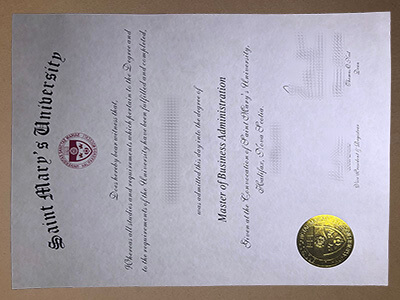 Saint Mary's University
Does hereby bear witness that,
Whereas all studies and requirements which pertain to the Degree and
to the requirements of the University have been fulfilled and completed,
was admitted this day into the degree of
Master of Business Administration
Given at the Convocation of Saint Mary's University,
Halifax, Nova Scotia,
Dean